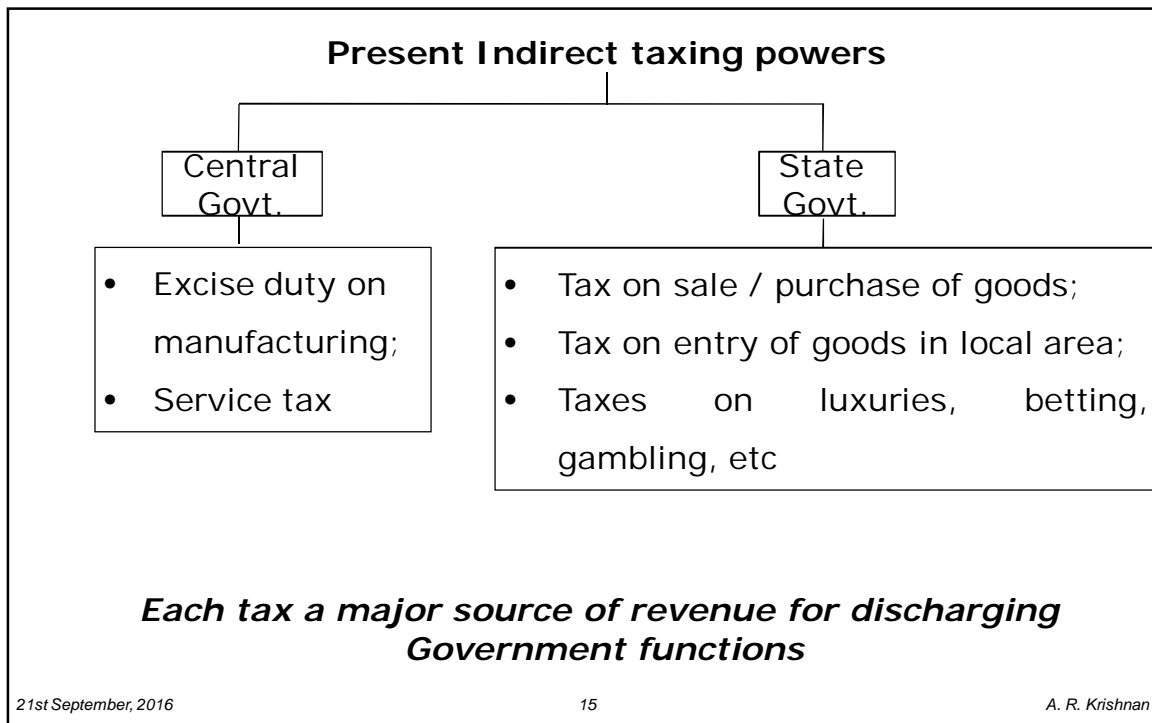 Present Indirect taxing powers
Central
Govt.
State
Govt.
• Excise duty on
manufacturing;
• Service tax
• Tax on sale / purchase of goods;
• Tax on entry of goods in local area;
• Taxes on luxuries, betting,
gambling, etc
Each tax a major source of revenue for discharging
Government functions
21st September, 2016
15
A. R. Krishnan